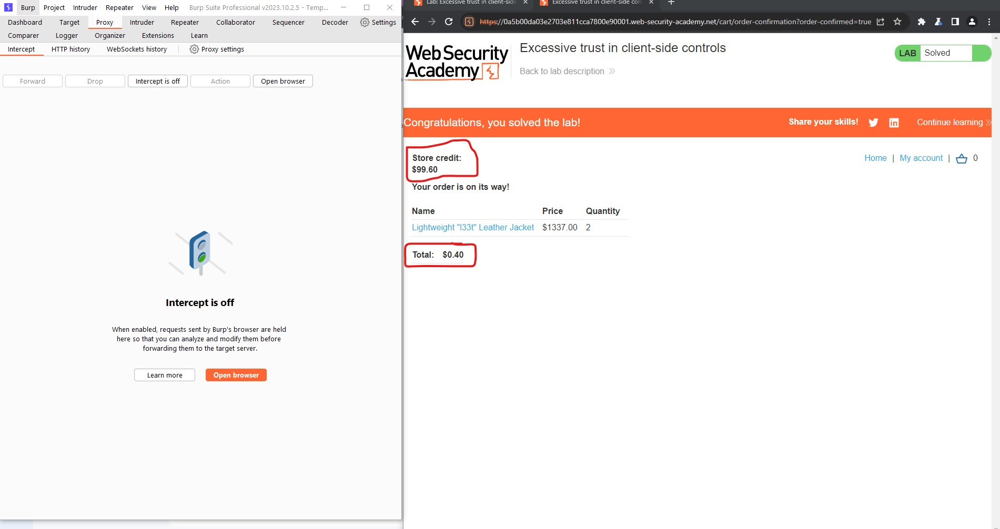 Burp Project Intruder Repeater View Help Burp Suite Professional v2023.10.2.5 - Temp...
Dashboard Target Proxy Intruder Repeater Collaborator Sequencer Decoder Settings
Comparer Logger Organizer Extensions Learn
Intercept HTTP history WebSockets history Proxy settings
Forward Drop Intercept is off Action Open browser
Intercept is off
When enabled, requests sent by Burp's browser are held
here so that you can analyze and modify them before
forwarding them to the target server.
Learn more Open browser
Lab: Excessive trust in client-side Excessive trust in client-side con
https://0a5b00da03e2703e811cca7800e90001.web-security-academy.net/cart/order-confirmation?order-confirmed=true
Web Security
Academy
Excessive trust in client-side controls
Back to lab description
LAB Solved
Congratulations, you solved the lab!
Share your skills! Continue learning
Store credit:
$99.60
Home | My account | 0
Your order is on its way!
Name Price Quantity
Lightweight "l33t" Leather Jacket $1337.00 2
Total: $0.40